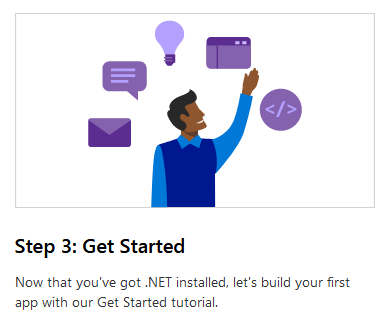 </>
Step 3: Get Started
Now that you've got .NET installed, let's build your first
app with our Get Started tutorial.